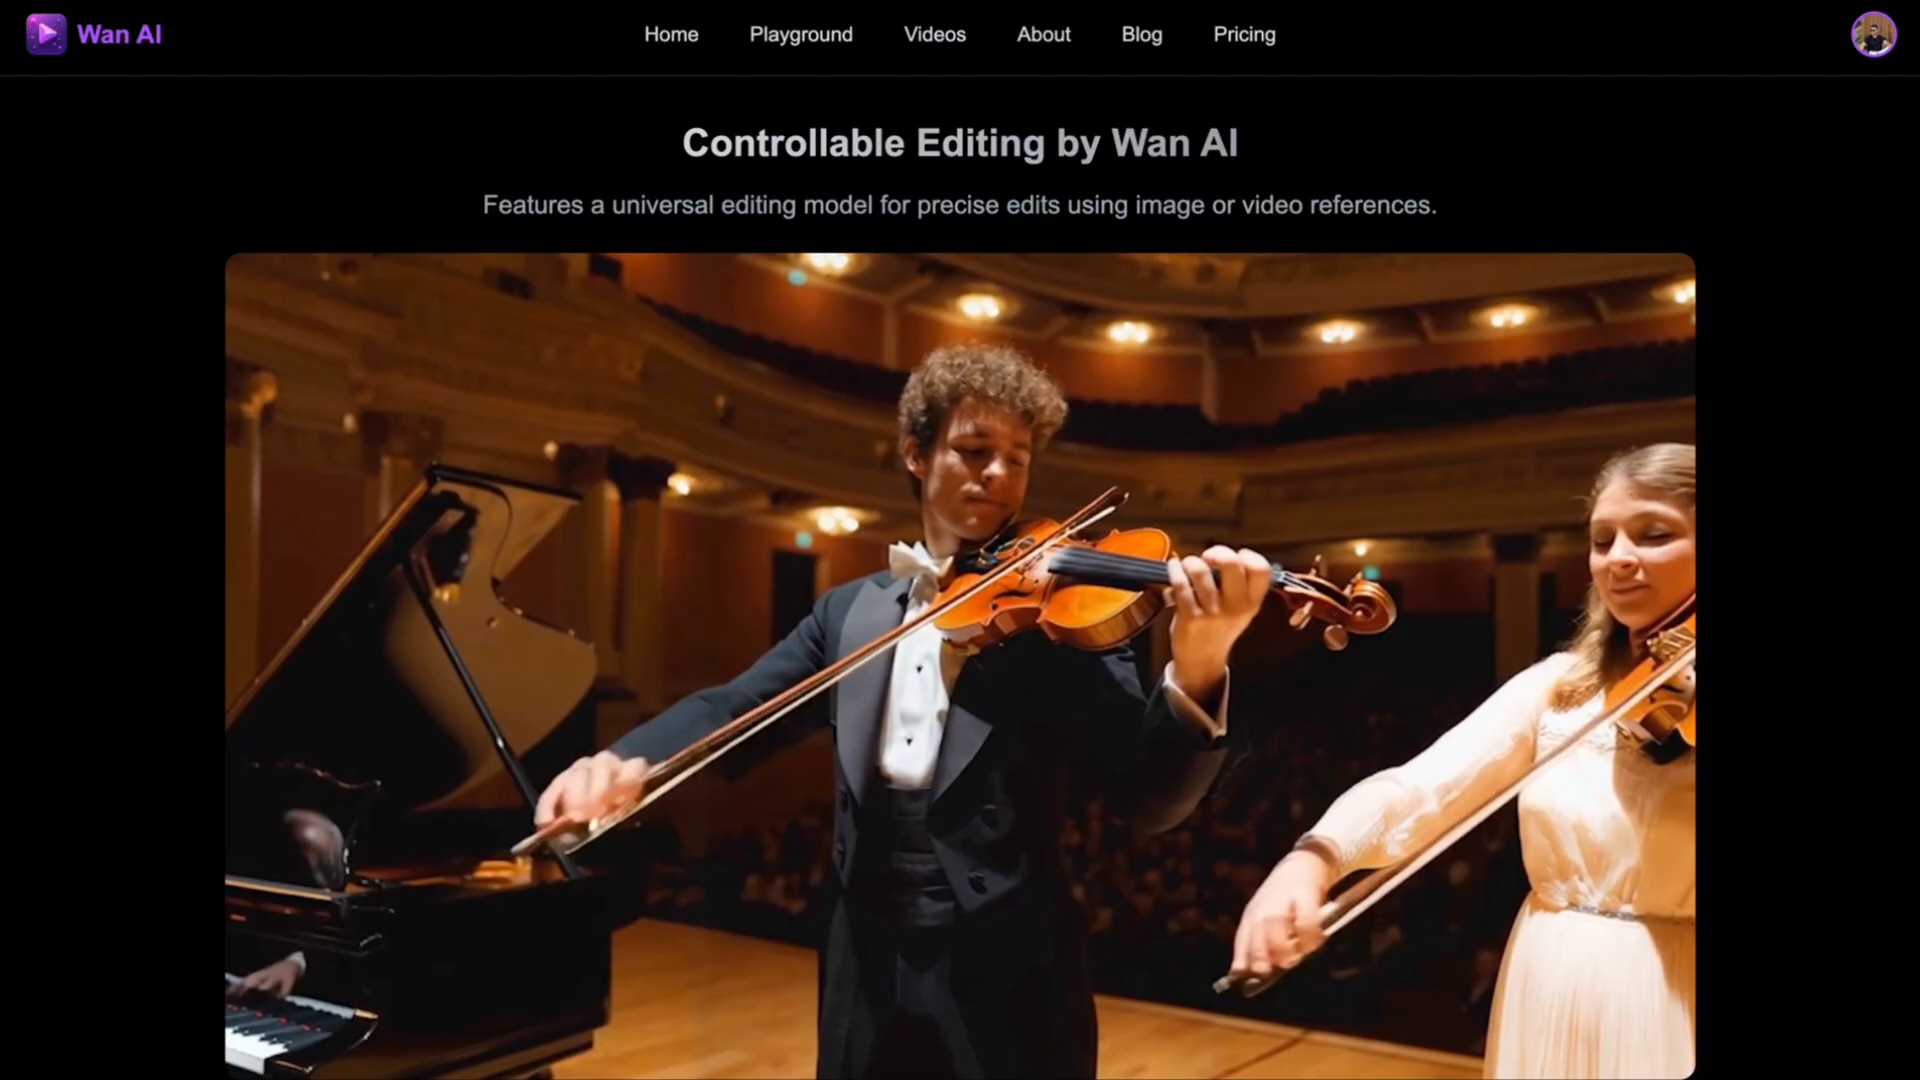 Wan AI
Home
Playground
Videos
About
Blog
Pricing
Controllable Editing by Wan AI
Features a universal editing model for precise edits using image or video references.